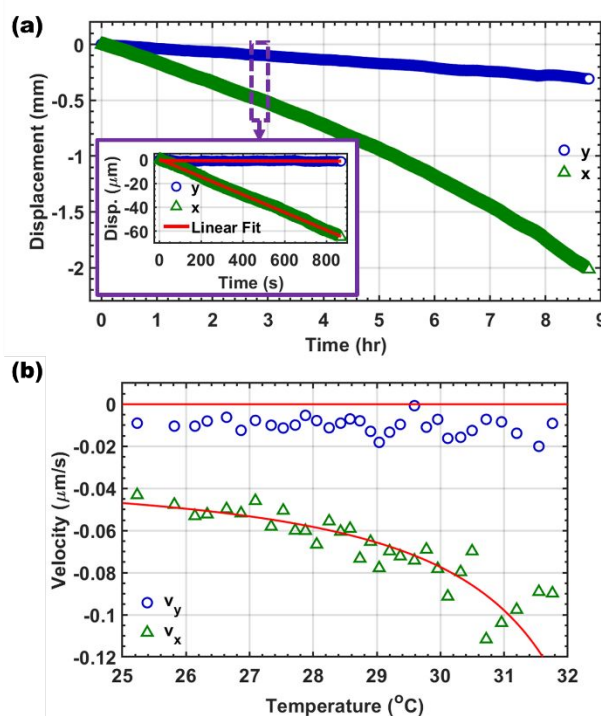 (a)
0
-0.5
-1
-1.5
-2
Displacement (mm)
y
x
0
-20
-40
-60
Disp. (μm)
y
x
Linear Fit
0 200 400 600 800
Time (s)
0 1 2 3 4 5 6 7 8 9
Time (hr)
(b)
0
-0.02
-0.04
-0.06
-0.08
-0.1
-0.12
Velocity (μm/s)
vy
vx
25 26 27 28 29 30 31 32
Temperature (oC)